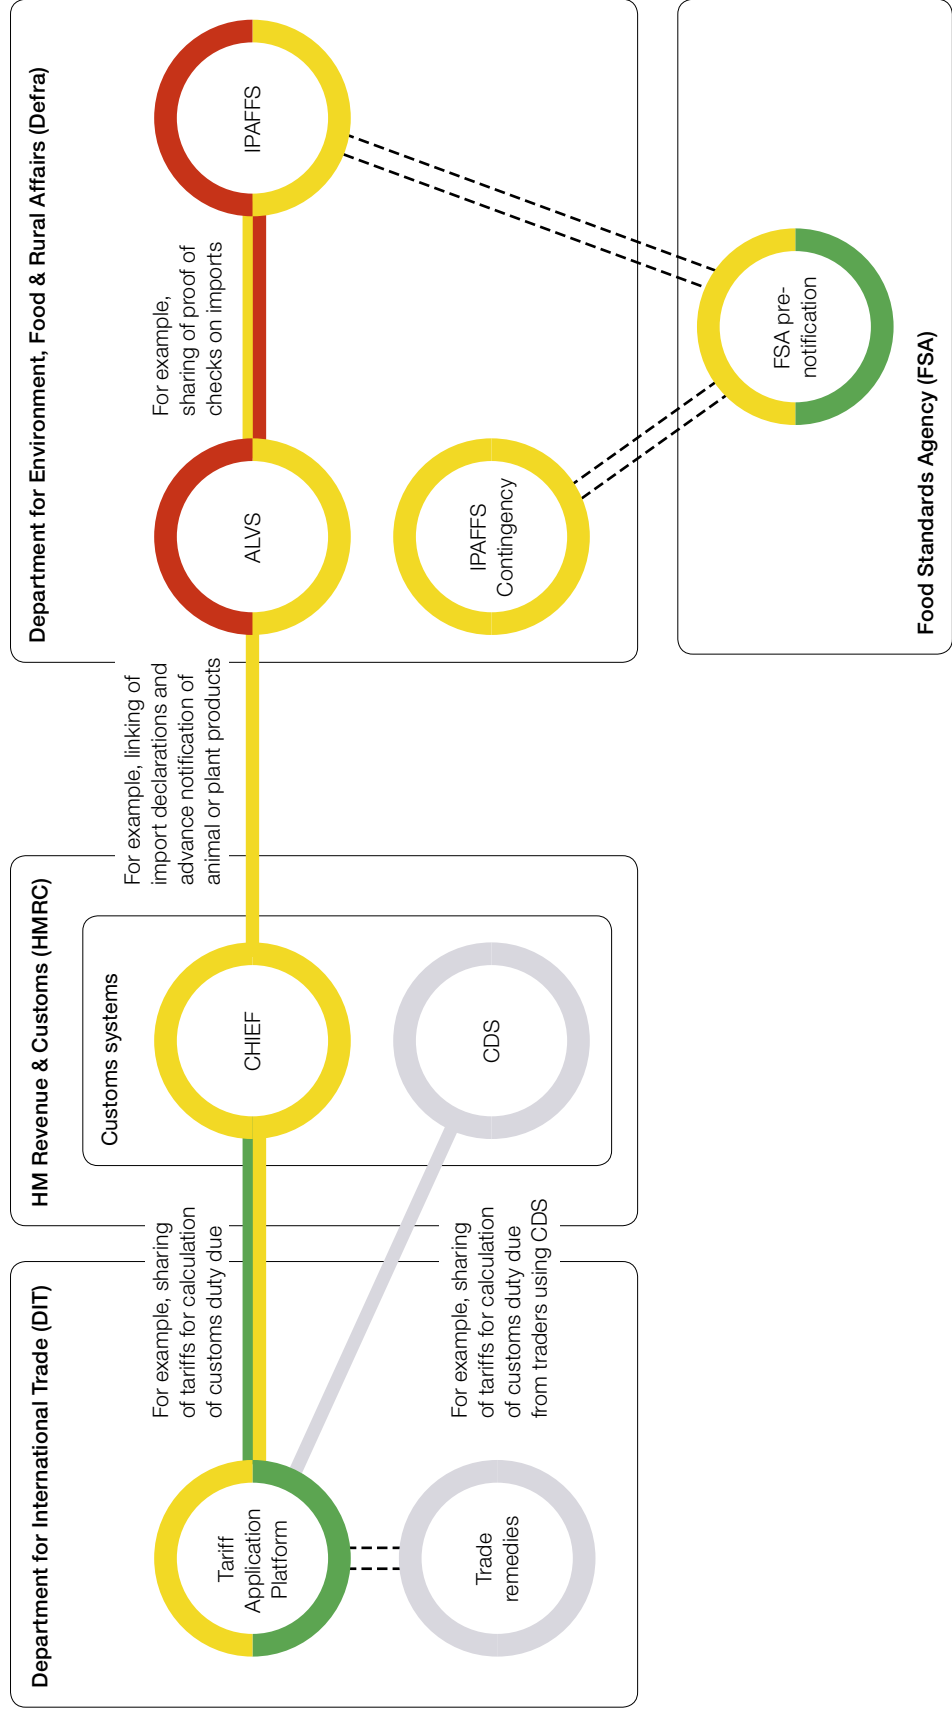 Department for International Trade (DIT)
Tariff
Application
Platform
Trade
remedies
For example, sharing
of tariffs for calculation
of customs duty due
For example, sharing
of tariffs for calculation
of customs duty due
from traders using CDS
HM Revenue & Customs (HMRC)
Customs systems
CHIEF
CDS
For example, linking of
import declarations and
advance notification of
animal or plant products
Department for Environment, Food & Rural Affairs (Defra)
ALVS
For example,
sharing of proof of
checks on imports
IPAFFS
IPAFFS
Contingency
FSA pre-
notification
Food Standards Agency (FSA)